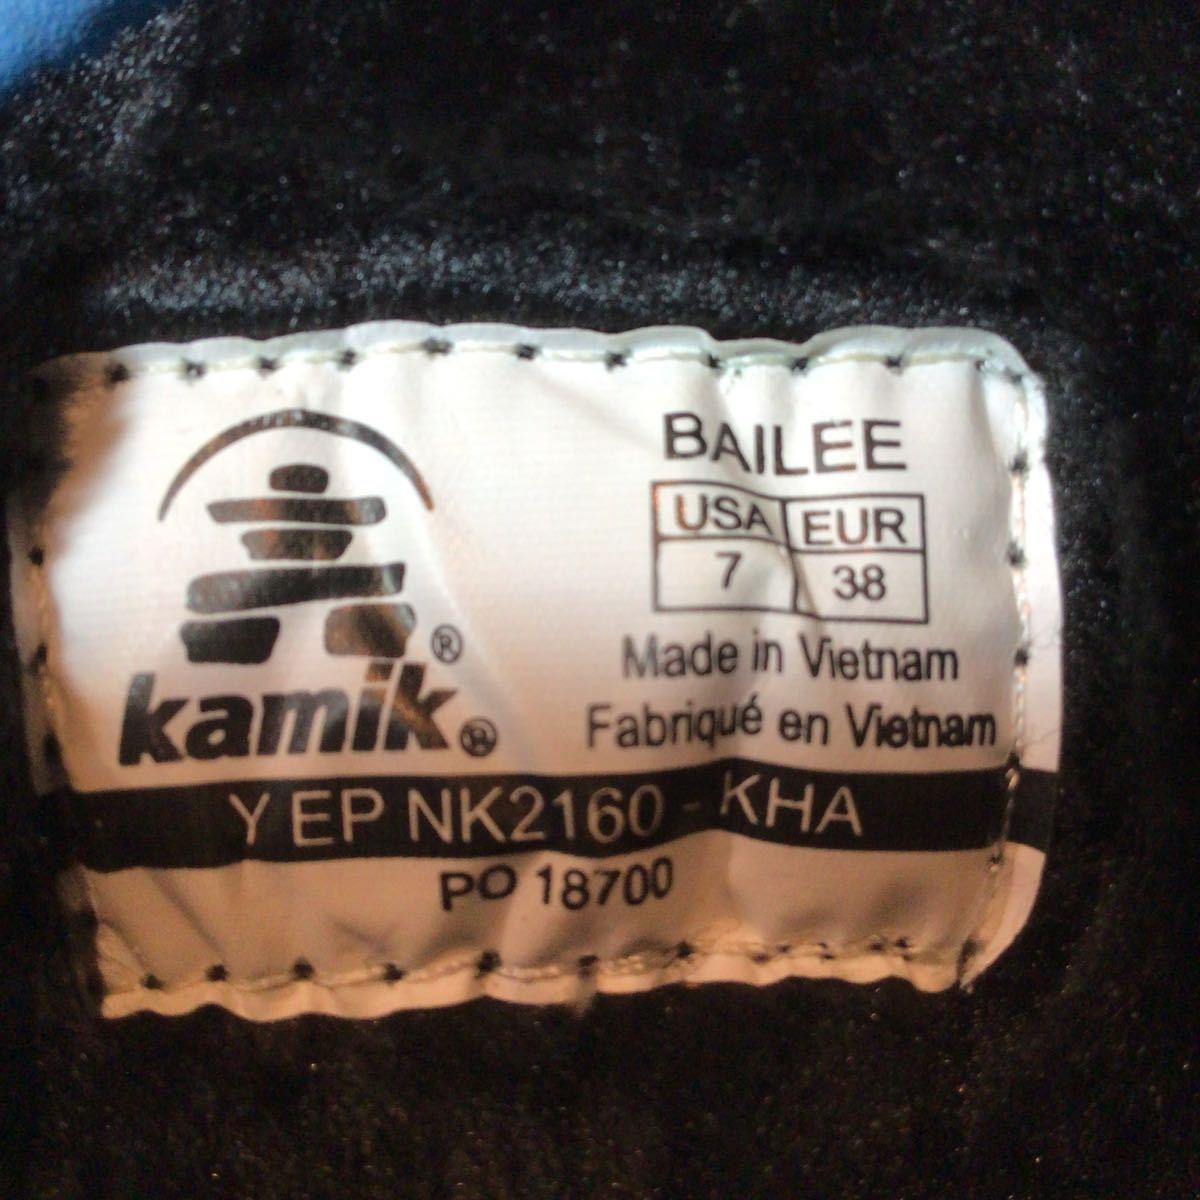 BAILEE
USA EUR
7 38
Made in Vietnam
Fabriqué en Vietnam
®
kamik®
Y EP NK2160 - KHA
PO 18700